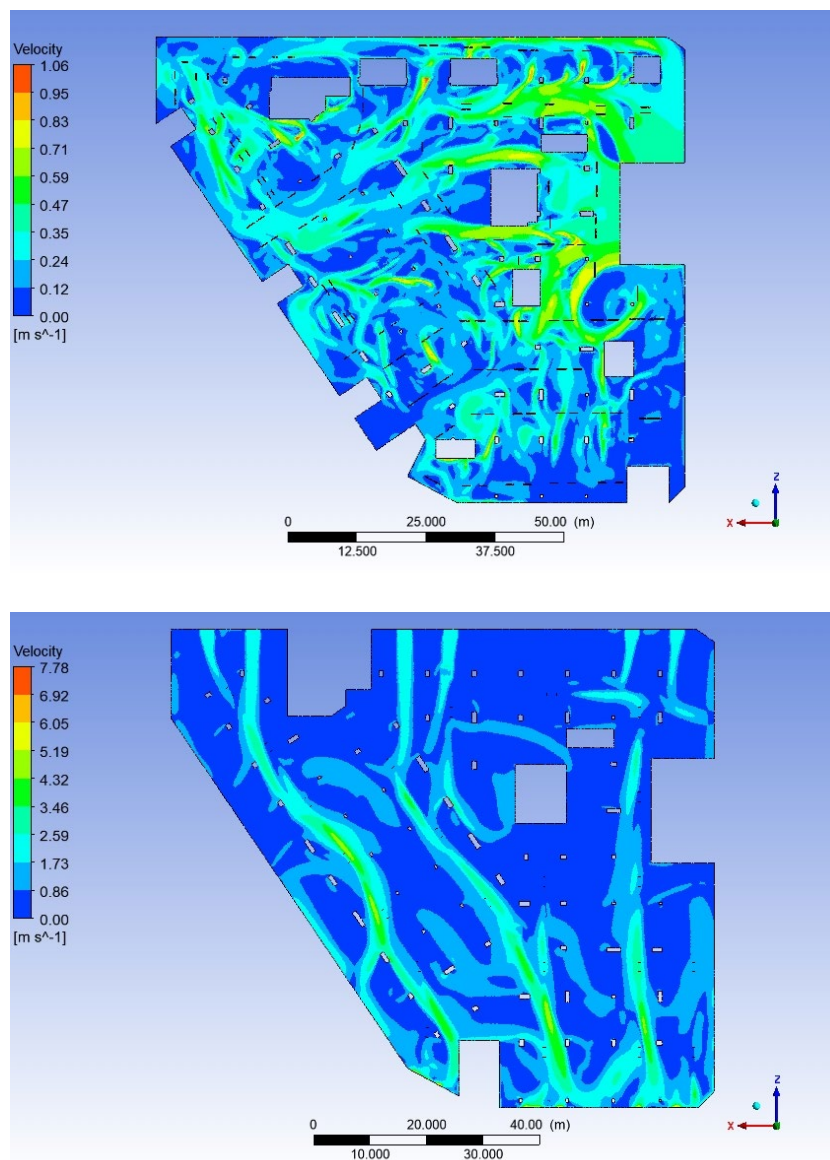 Velocity
1.06
0.95
0.83
0.71
0.59
0.47
0.35
0.24
0.12
0.00
[m s^-1]
0 25.000 50.00 (m)
12.500 37.500
Z
X
Velocity
7.78
6.92
6.05
5.19
4.32
3.46
2.59
1.73
0.86
0.00
[m s^-1]
0 20.000 40.00 (m)
10.000 30.000
Z
X